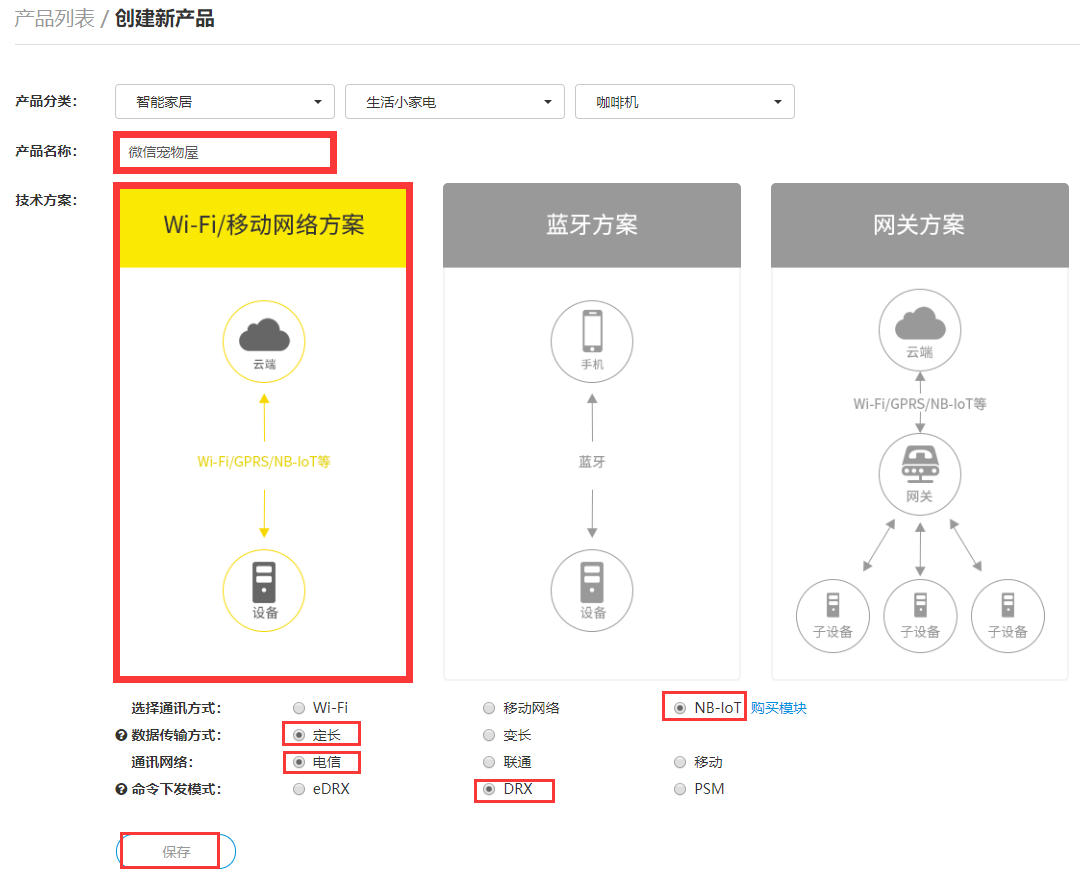 产品列表 / 创建新产品
产品分类： 智能家居 生活小家电 咖啡机
产品名称： 微信宠物屋
技术方案：
Wi-Fi/移动网络方案
云端
Wi-Fi/GPRS/NB-IoT等
设备
蓝牙方案
手机
蓝牙
设备
网关方案
云端
Wi-Fi/GPRS/NB-IoT等
网关
子设备 子设备 子设备
选择通讯方式： Wi-Fi 移动网络 NB-IoT 购买模块
数据传输方式： 定长 变长
通讯网络： 电信 联通 移动
命令下发模式： eDRX DRX PSM
保存